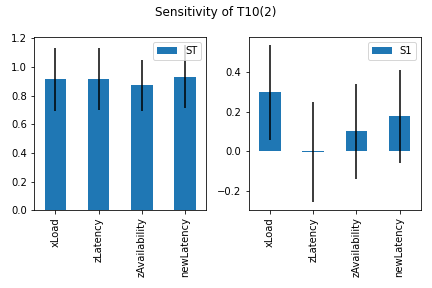 Sensitivity of T10(2)
ST
1.2
1.0
0.8
0.6
0.4
0.2
0.0
xLoad
zLatency
zAvailability
newLatency
S1
0.4
0.2
0.0
−0.2
xLoad
zLatency
zAvailability
newLatency